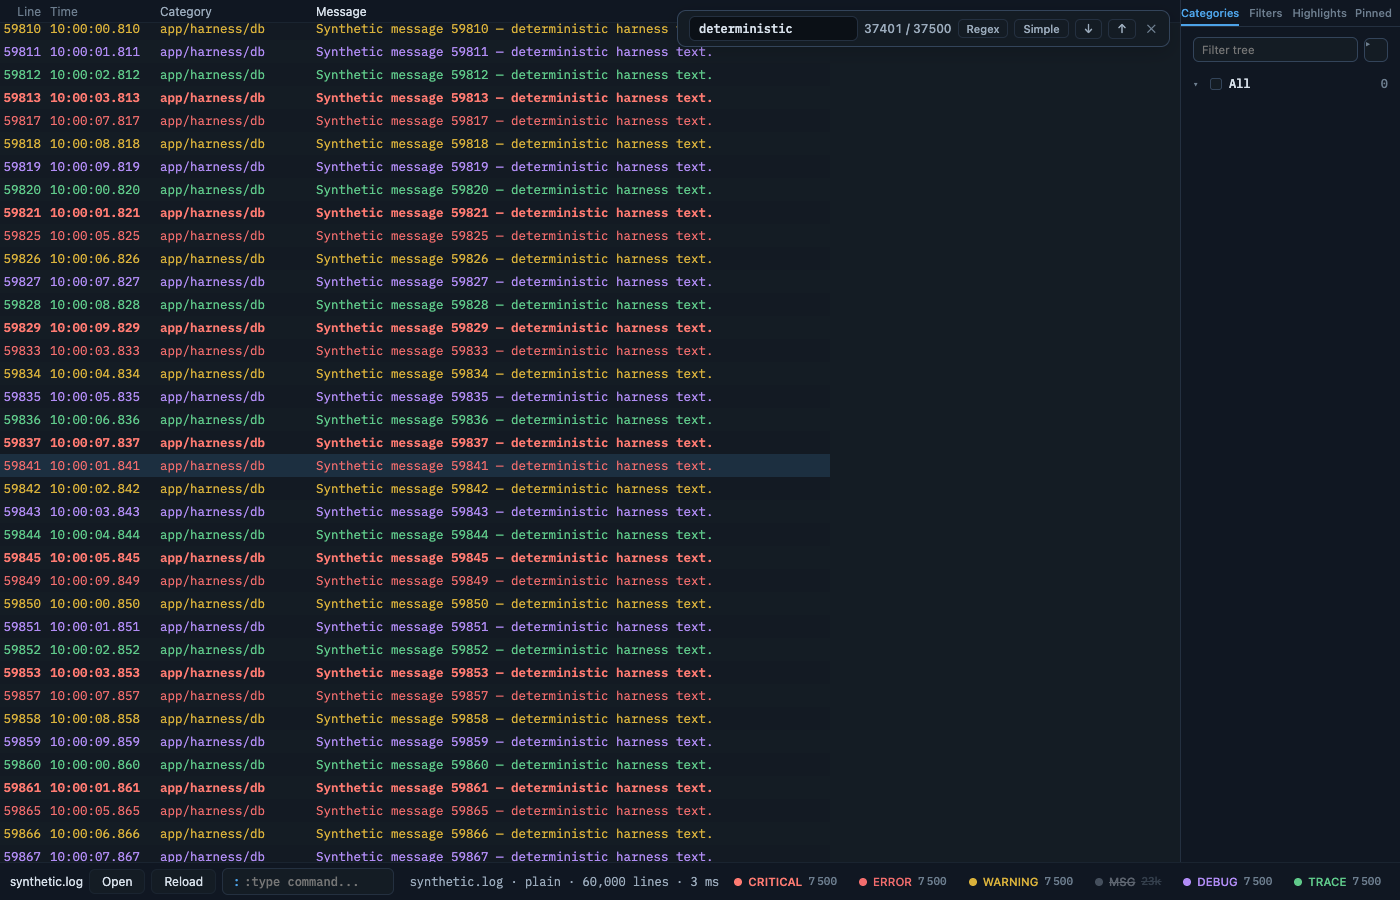 Line Time Category Message
deterministic 37401 / 37500 Regex Simple ↓ ↑ ×
Categories Filters Highlights Pinned
Filter tree
All 0
59810 10:00:00.810 app/harness/db Synthetic message 59810 — deterministic harness
59811 10:00:01.811 app/harness/db Synthetic message 59811 — deterministic harness text.
59812 10:00:02.812 app/harness/db Synthetic message 59812 — deterministic harness text.
59813 10:00:03.813 app/harness/db Synthetic message 59813 — deterministic harness text.
59817 10:00:07.817 app/harness/db Synthetic message 59817 — deterministic harness text.
59818 10:00:08.818 app/harness/db Synthetic message 59818 — deterministic harness text.
59819 10:00:09.819 app/harness/db Synthetic message 59819 — deterministic harness text.
59820 10:00:00.820 app/harness/db Synthetic message 59820 — deterministic harness text.
59821 10:00:01.821 app/harness/db Synthetic message 59821 — deterministic harness text.
59825 10:00:05.825 app/harness/db Synthetic message 59825 — deterministic harness text.
59826 10:00:06.826 app/harness/db Synthetic message 59826 — deterministic harness text.
59827 10:00:07.827 app/harness/db Synthetic message 59827 — deterministic harness text.
59828 10:00:08.828 app/harness/db Synthetic message 59828 — deterministic harness text.
59829 10:00:09.829 app/harness/db Synthetic message 59829 — deterministic harness text.
59833 10:00:03.833 app/harness/db Synthetic message 59833 — deterministic harness text.
59834 10:00:04.834 app/harness/db Synthetic message 59834 — deterministic harness text.
59835 10:00:05.835 app/harness/db Synthetic message 59835 — deterministic harness text.
59836 10:00:06.836 app/harness/db Synthetic message 59836 — deterministic harness text.
59837 10:00:07.837 app/harness/db Synthetic message 59837 — deterministic harness text.
59841 10:00:01.841 app/harness/db Synthetic message 59841 — deterministic harness text.
59842 10:00:02.842 app/harness/db Synthetic message 59842 — deterministic harness text.
59843 10:00:03.843 app/harness/db Synthetic message 59843 — deterministic harness text.
59844 10:00:04.844 app/harness/db Synthetic message 59844 — deterministic harness text.
59845 10:00:05.845 app/harness/db Synthetic message 59845 — deterministic harness text.
59849 10:00:09.849 app/harness/db Synthetic message 59849 — deterministic harness text.
59850 10:00:00.850 app/harness/db Synthetic message 59850 — deterministic harness text.
59851 10:00:01.851 app/harness/db Synthetic message 59851 — deterministic harness text.
59852 10:00:02.852 app/harness/db Synthetic message 59852 — deterministic harness text.
59853 10:00:03.853 app/harness/db Synthetic message 59853 — deterministic harness text.
59857 10:00:07.857 app/harness/db Synthetic message 59857 — deterministic harness text.
59858 10:00:08.858 app/harness/db Synthetic message 59858 — deterministic harness text.
59859 10:00:09.859 app/harness/db Synthetic message 59859 — deterministic harness text.
59860 10:00:00.860 app/harness/db Synthetic message 59860 — deterministic harness text.
59861 10:00:01.861 app/harness/db Synthetic message 59861 — deterministic harness text.
59865 10:00:05.865 app/harness/db Synthetic message 59865 — deterministic harness text.
59866 10:00:06.866 app/harness/db Synthetic message 59866 — deterministic harness text.
59867 10:00:07.867 app/harness/db Synthetic message 59867 — deterministic harness text.
synthetic.log Open Reload : :type command... synthetic.log · plain · 60,000 lines · 3 ms CRITICAL 7 500 ERROR 7 500 WARNING 7 500 MSG 23k DEBUG 7 500 TRACE 7 500